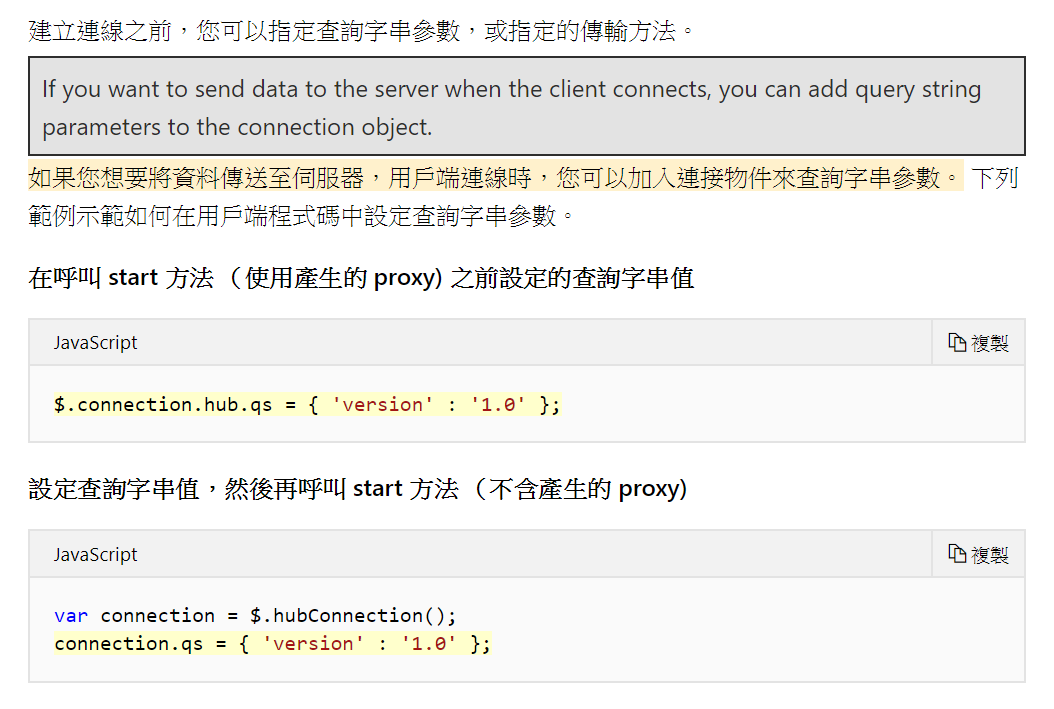 建立連線之前，您可以指定查詢字串參數，或指定的傳輸方法。
If you want to send data to the server when the client connects, you can add query string
parameters to the connection object.
如果您想要將資料傳送至伺服器，用戶端連線時，您可以加入連接物件來查詢字串參數。 下列
範例示範如何在用戶端程式碼中設定查詢字串參數。
在呼叫 start 方法 （使用產生的 proxy) 之前設定的查詢字串值
JavaScript 複製
$.connection.hub.qs = { 'version' : '1.0' };
設定查詢字串值，然後再呼叫 start 方法 （不含產生的 proxy)
JavaScript 複製
var connection = $.hubConnection();
connection.qs = { 'version' : '1.0' };